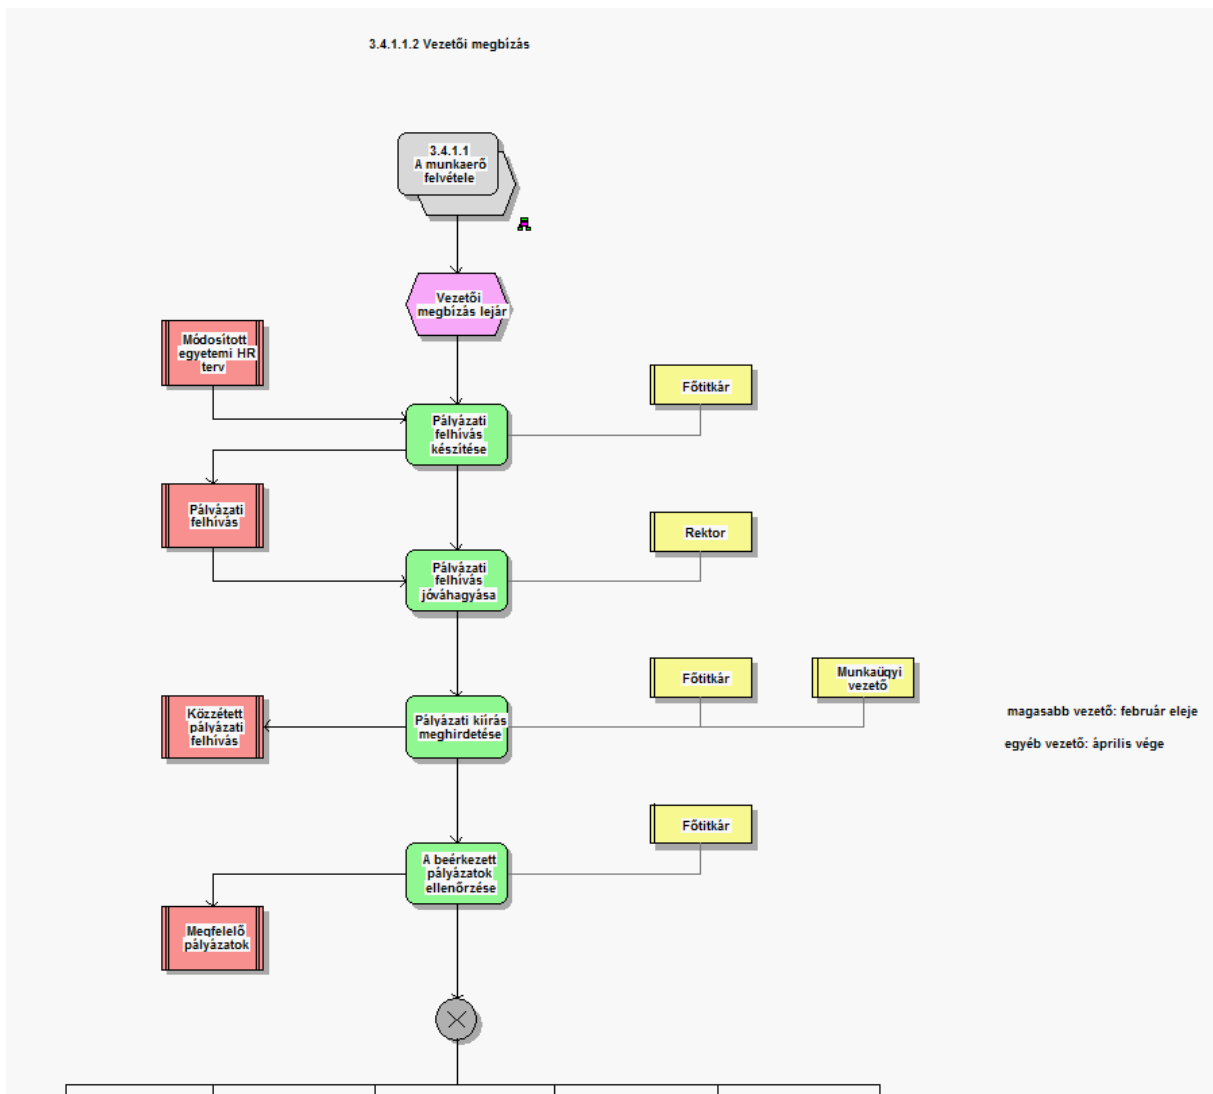 3.4.1.1.2 Vezetői megbízás
3.4.1.1
A munkaerő
felvétele
Vezetői
megbízás lejár
Módosított
egyetemi HR
terv
Főtitkár
Pályázati
felhívás
készítése
Pályázati
felhívás
Rektor
Pályázati
felhívás
jóváhagyása
Főtitkár
Munkaügyi
vezető
Közzétett
pályázati
felhívás
Pályázati kiírás
meghirdetése
magasabb vezető: február eleje
egyéb vezető: április vége
Főtitkár
A beérkezett
pályázatok
ellenőrzése
Megfelelő
pályázatok